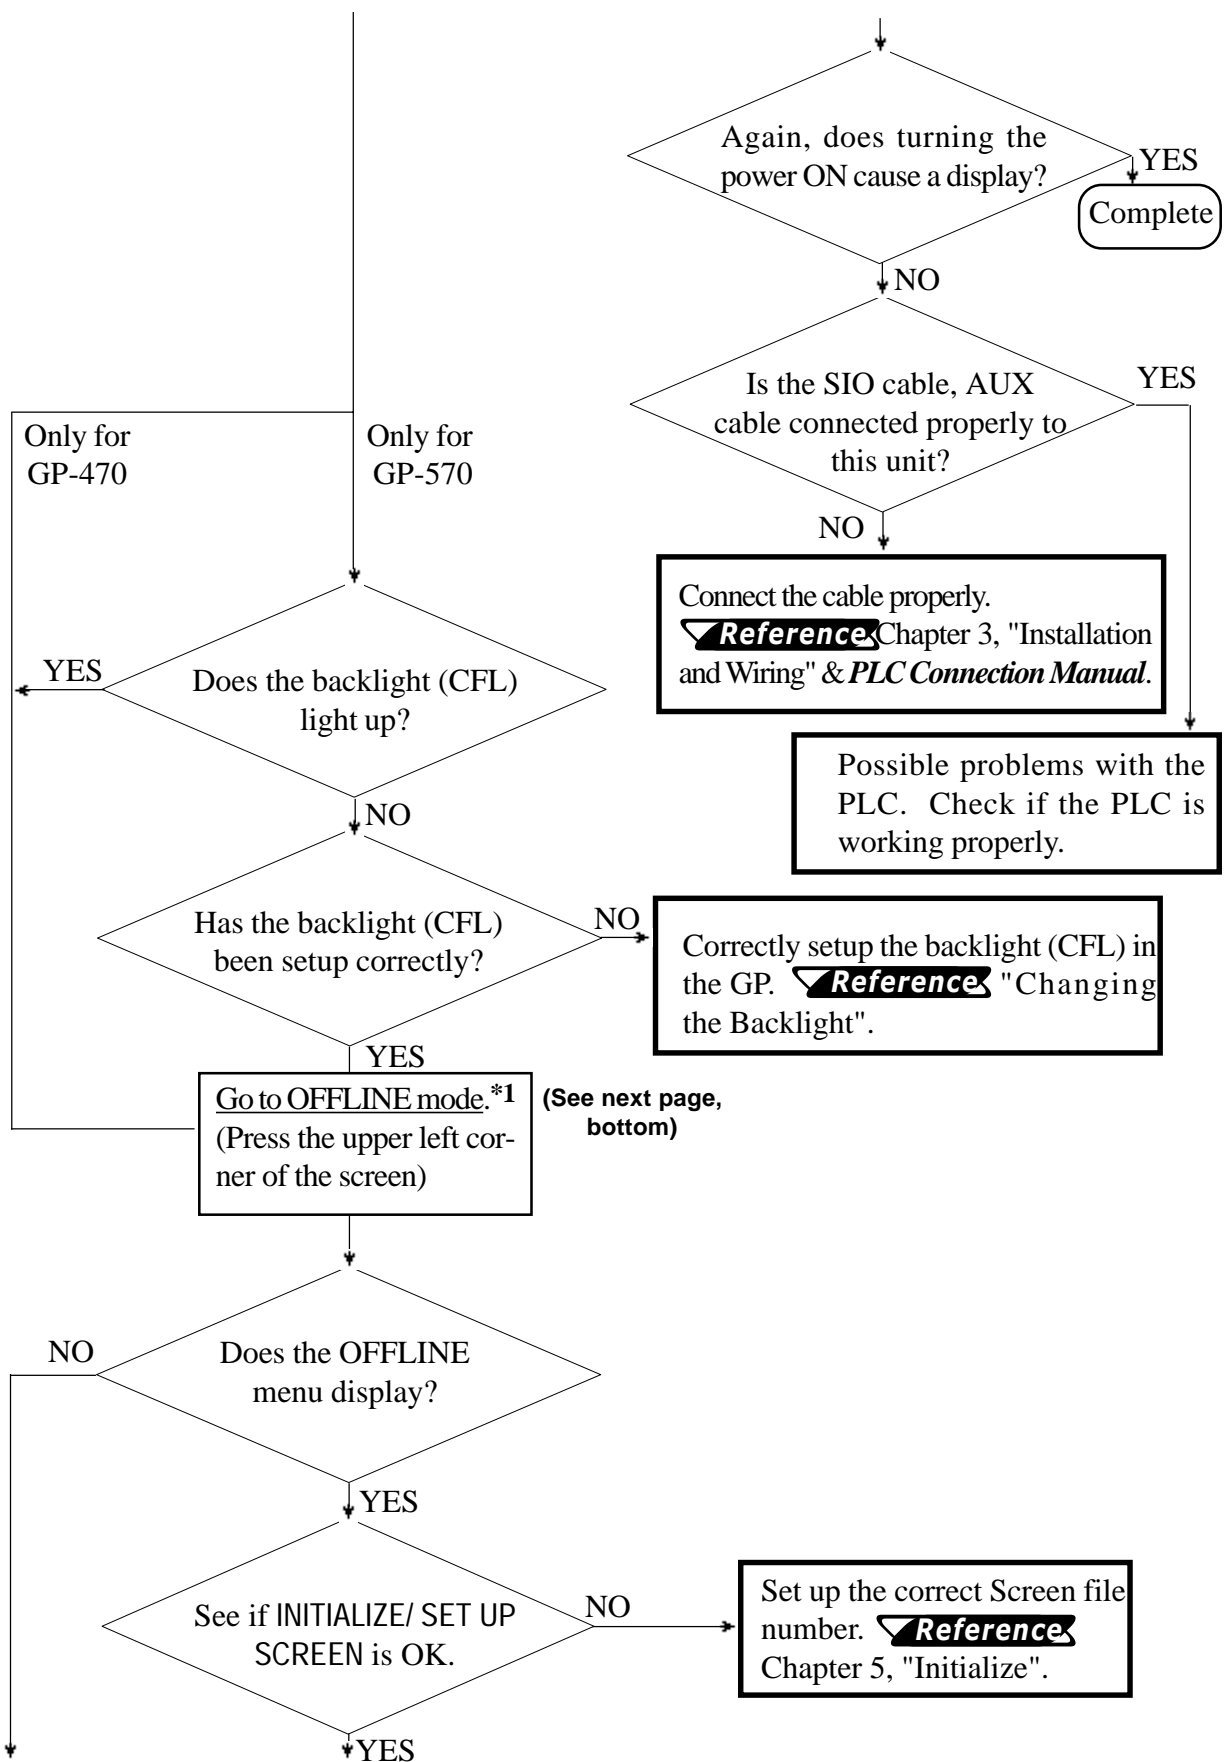 Again, does turning the
power ON cause a display?
YES
Complete
NO
Is the SIO cable, AUX
cable connected properly to
this unit?
YES
NO
Connect the cable properly.
Reference Chapter 3, "Installation
and Wiring" & PLC Connection Manual.
Possible problems with the
PLC. Check if the PLC is
working properly.
Only for
GP-470
Only for
GP-570
YES
Does the backlight (CFL)
light up?
NO
Has the backlight (CFL)
been setup correctly?
NO
Correctly setup the backlight (CFL) in
the GP. Reference "Changing
the Backlight".
YES
Go to OFFLINE mode.*1
(Press the upper left cor-
ner of the screen)
(See next page,
bottom)
NO
Does the OFFLINE
menu display?
YES
See if INITIALIZE/ SET UP
SCREEN is OK.
NO
Set up the correct Screen file
number. Reference
Chapter 5, "Initialize".
YES